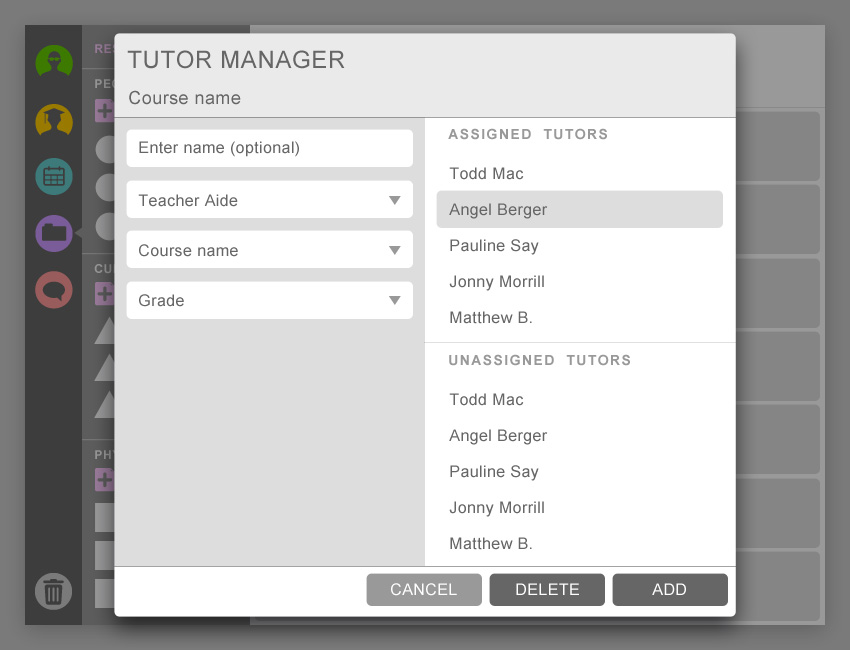 TUTOR MANAGER
Course name
Enter name (optional)
Teacher Aide
Course name
Grade
ASSIGNED TUTORS
Todd Mac
Angel Berger
Pauline Say
Jonny Morrill
Matthew B.
UNASSIGNED TUTORS
Todd Mac
Angel Berger
Pauline Say
Jonny Morrill
Matthew B.
CANCEL
DELETE
ADD